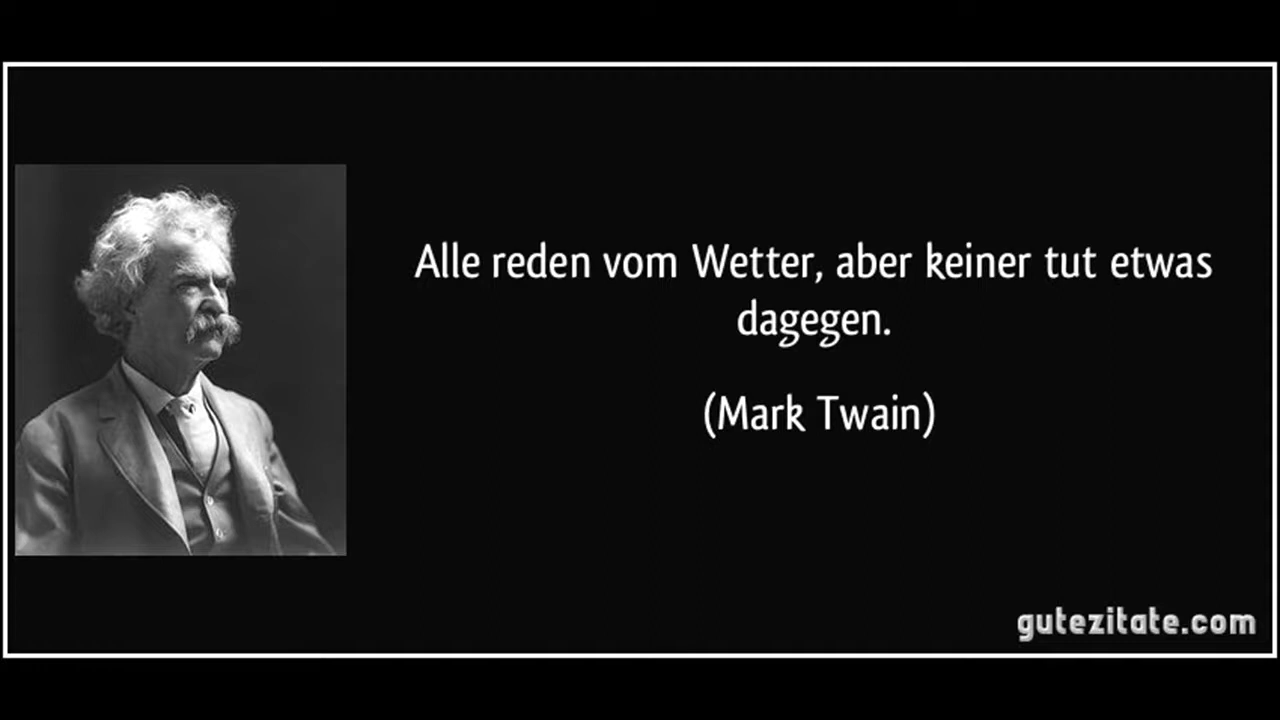 Alle reden vom Wetter, aber keiner tut etwas
dagegen.
(Mark Twain)
gutezitate.com